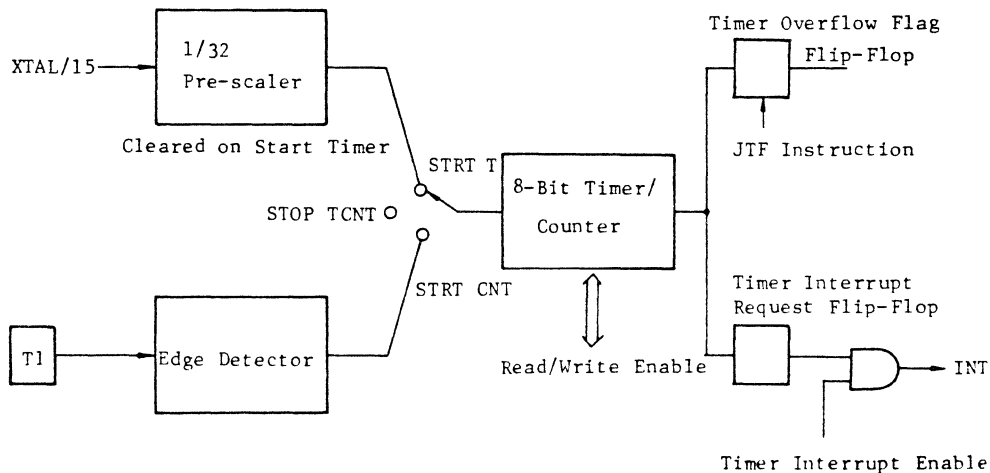 Timer Overflow Flag
Flip-Flop
XTAL/15
1/32
Pre-scaler
Cleared on Start Timer
JTF Instruction
STRT T
8-Bit Timer/
Counter
STOP TCNT
STRT CNT
Timer Interrupt
Request Flip-Flop
T1
Edge Detector
Read/Write Enable
INT
Timer Interrupt Enable